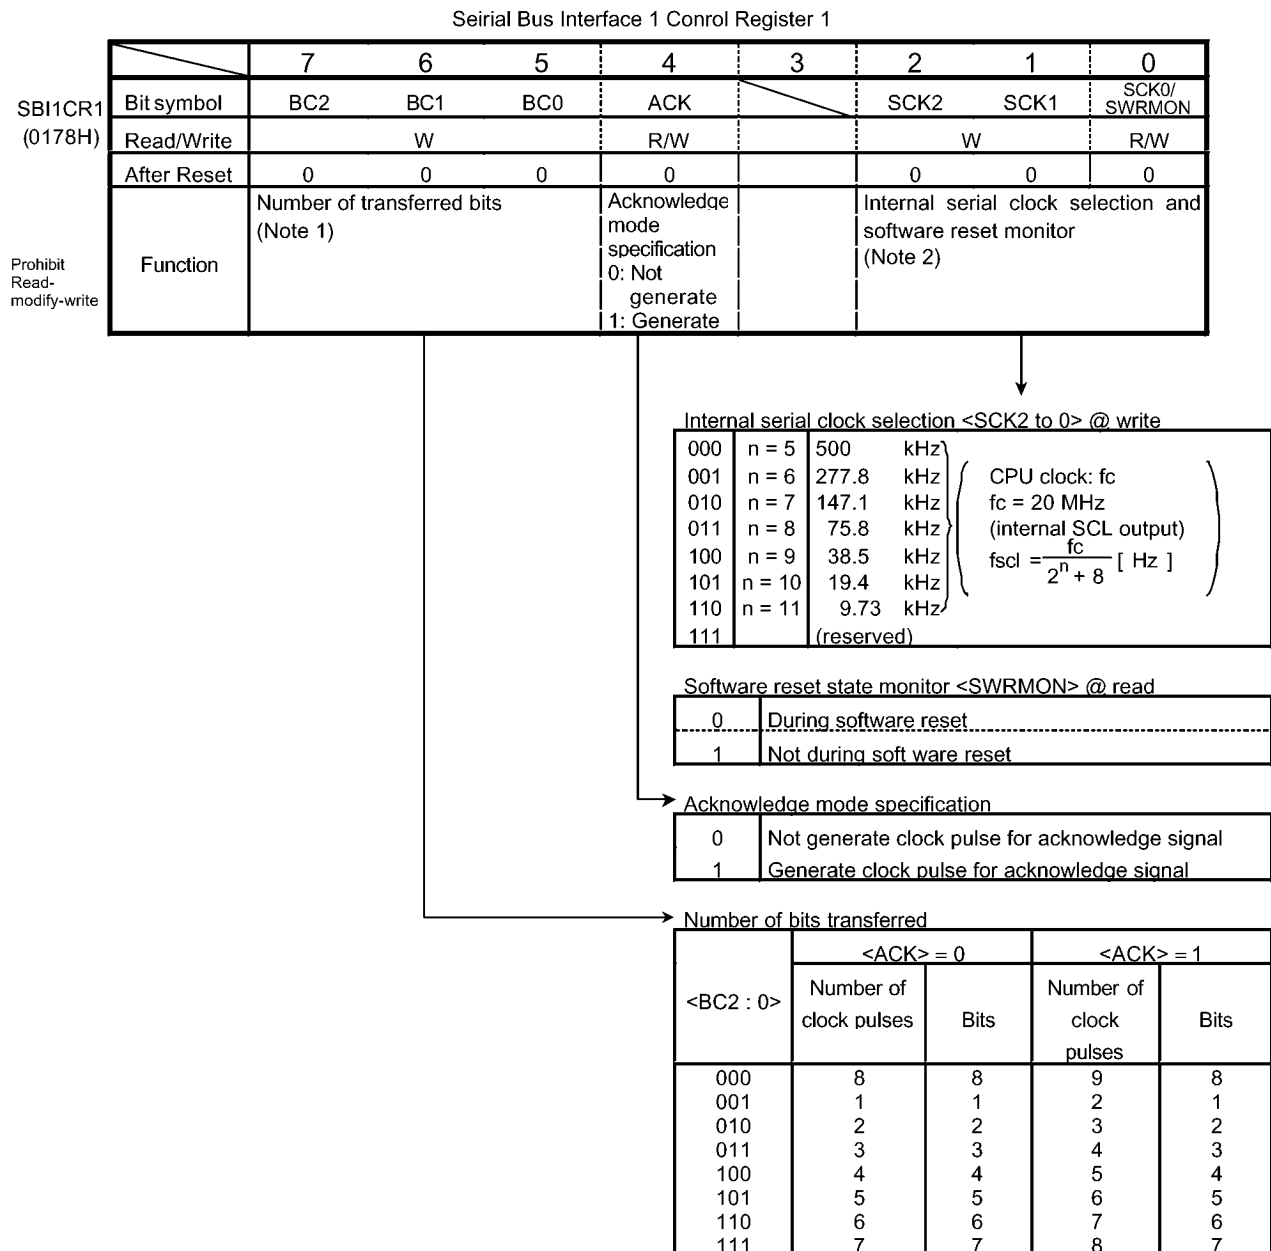 Seirial Bus Interface 1 Conrol Register 1
7 6 5 4 3 2 1 0
SBI1CR1
(0178H)
Bit symbol BC2 BC1 BC0 ACK SCK2 SCK1 SCK0/
SWRMON
Read/Write W R/W W R/W
After Reset 0 0 0 0 0 0 0
Prohibit
Read-
modify-write
Function
Number of transferred bits
(Note 1)
Acknowledge
mode
specification
0: Not
generate
1: Generate
Internal serial clock selection and
software reset monitor
(Note 2)
Internal serial clock selection <SCK2 to 0> @ write
000 n = 5 500 kHz
001 n = 6 277.8 kHz
010 n = 7 147.1 kHz
011 n = 8 75.8 kHz
100 n = 9 38.5 kHz
101 n = 10 19.4 kHz
110 n = 11 9.73 kHz
111 (reserved)
CPU clock: fc
fc = 20 MHz
(internal SCL output)
fscl = fc / 2^n + 8 [ Hz ]
Software reset state monitor <SWRMON> @ read
0 During software reset
1 Not during soft ware reset
Acknowledge mode specification
0 Not generate clock pulse for acknowledge signal
1 Generate clock pulse for acknowledge signal
Number of bits transferred
<BC2 : 0> <ACK> = 0 <ACK> = 1
Number of
clock pulses
Bits
Number of
clock
pulses
Bits
000 8 8 9 8
001 1 1 2 1
010 2 2 3 2
011 3 3 4 3
100 4 4 5 4
101 5 5 6 5
110 6 6 7 6
111 7 7 8 7